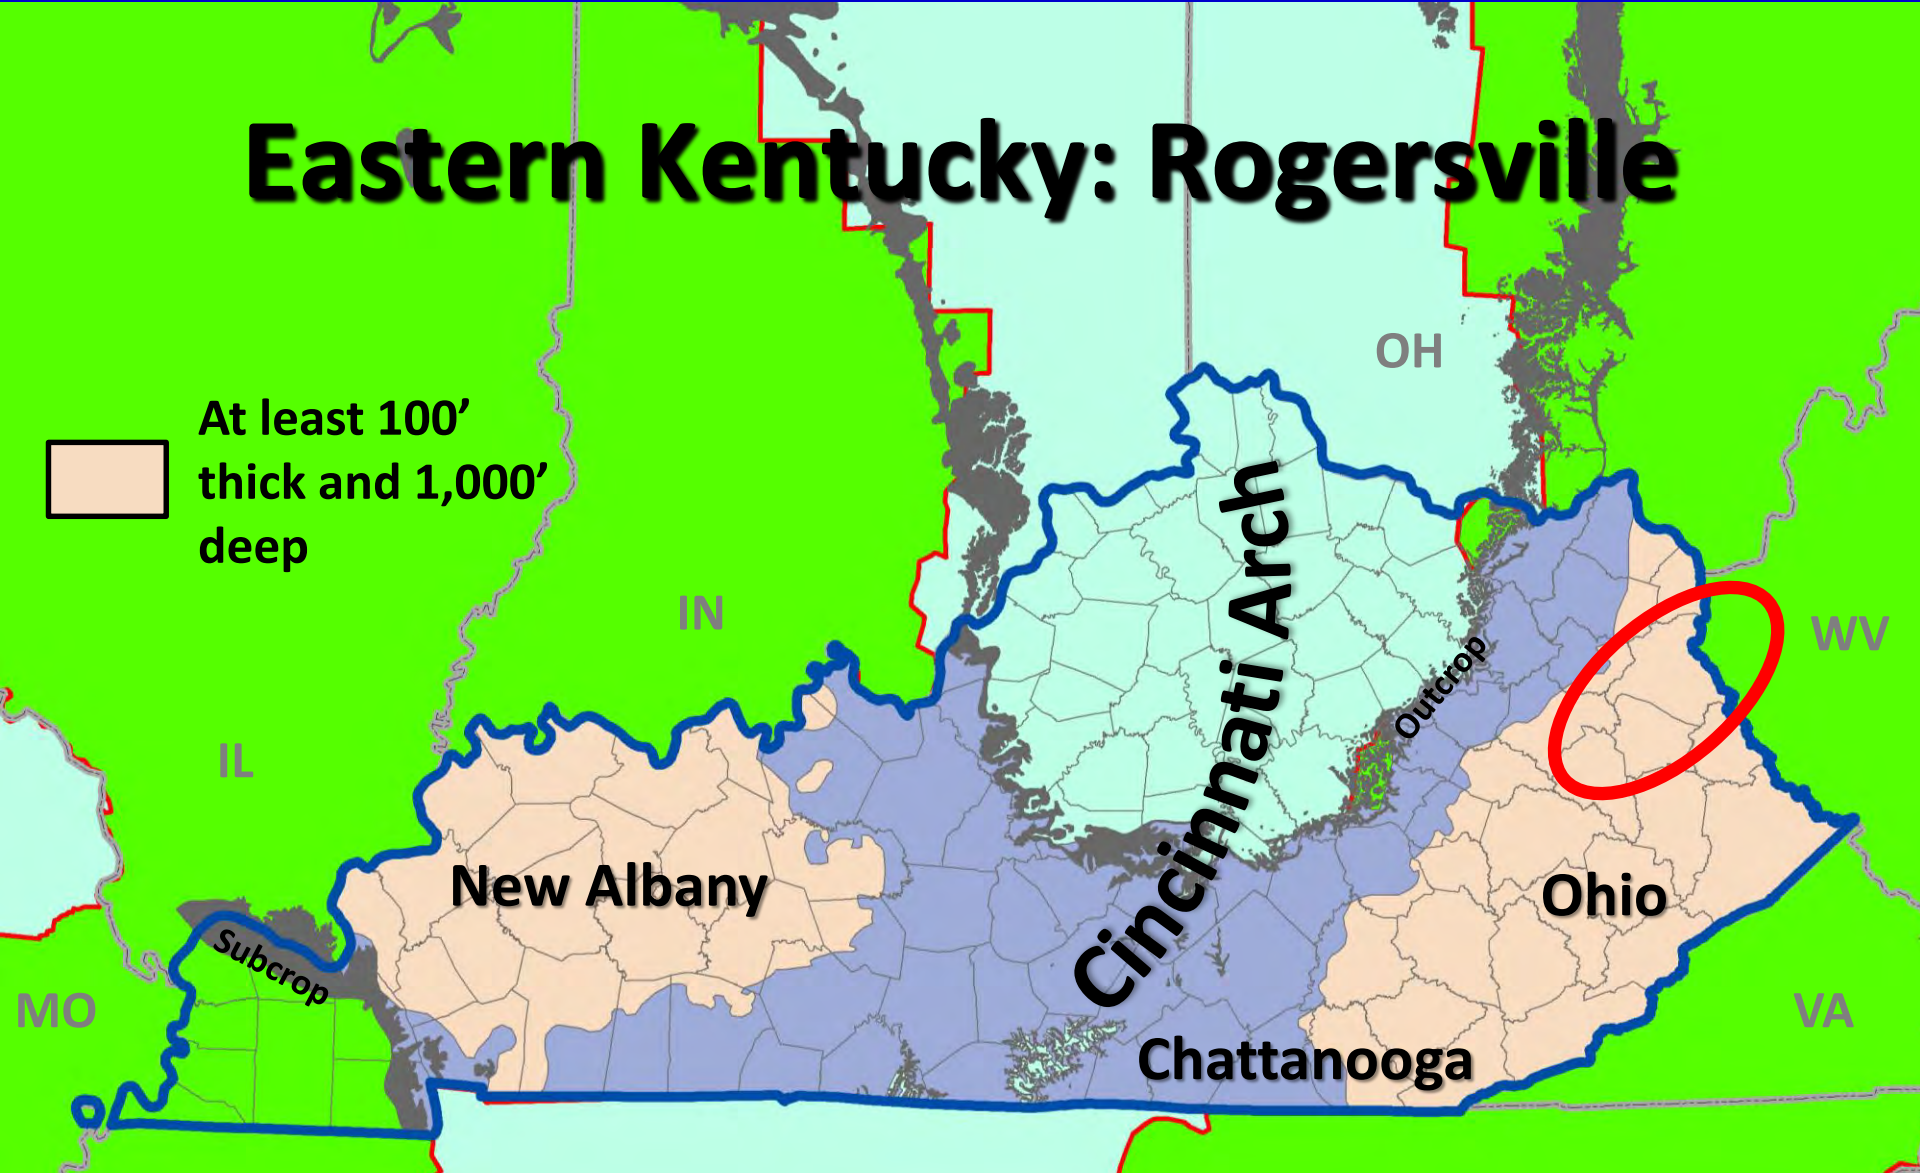 Eastern Kentucky: Rogersville
OH
At least 100’
thick and 1,000’
deep
Cincinnati Arch
IN
WV
Outcrop
IL
New Albany
Ohio
Subcrop
MO
VA
Chattanooga